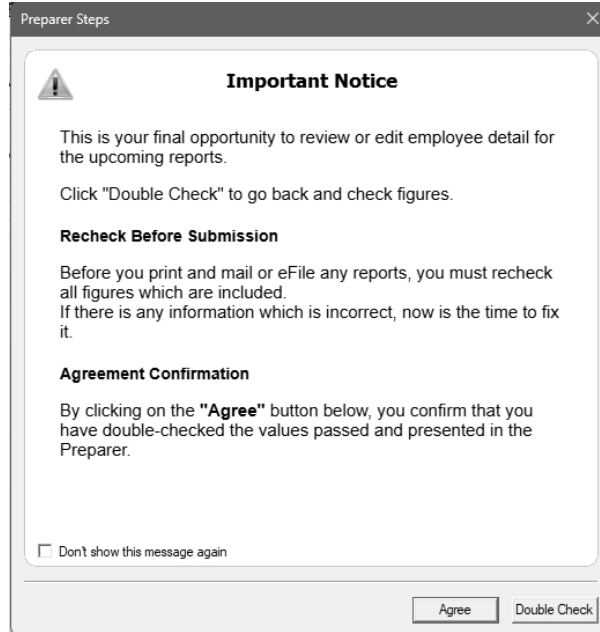 Preparer Steps
Important Notice
This is your final opportunity to review or edit employee detail for
the upcoming reports.
Click "Double Check" to go back and check figures.
Recheck Before Submission
Before you print and mail or eFile any reports, you must recheck
all figures which are included.
If there is any information which is incorrect, now is the time to fix
it.
Agreement Confirmation
By clicking on the "Agree" button below, you confirm that you
have double-checked the values passed and presented in the
Preparer.
Don't show this message again
Agree
Double Check